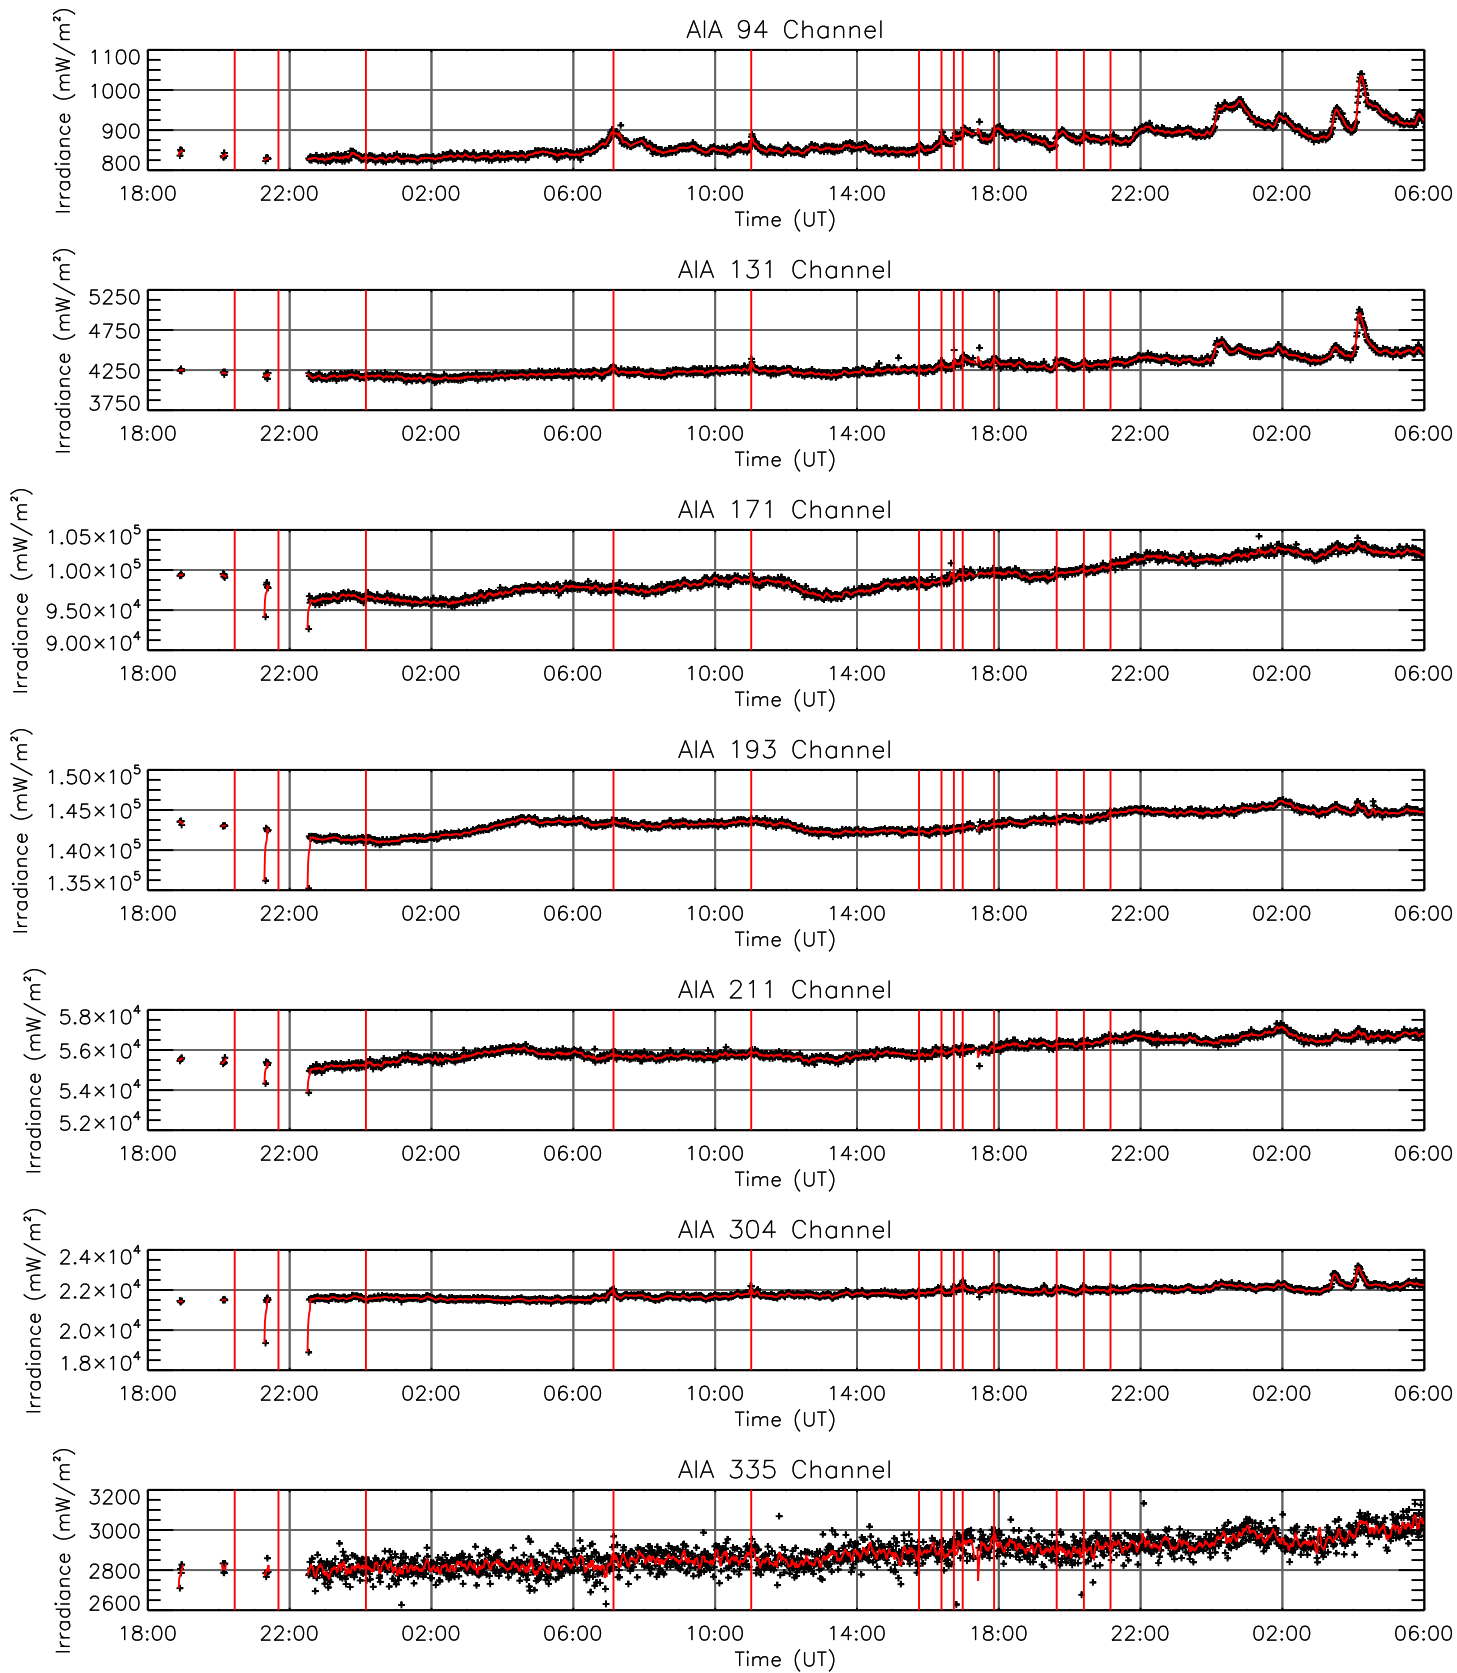 AIA 94 Channel
Irradiance (mW/m²)
1100
1000
900
800
18:00 22:00 02:00 06:00 10:00 14:00 18:00 22:00 02:00 06:00
Time (UT)
AIA 131 Channel
Irradiance (mW/m²)
5250
4750
4250
3750
18:00 22:00 02:00 06:00 10:00 14:00 18:00 22:00 02:00 06:00
Time (UT)
AIA 171 Channel
Irradiance (mW/m²)
1.05×10⁵
1.00×10⁵
9.50×10⁴
9.00×10⁴
18:00 22:00 02:00 06:00 10:00 14:00 18:00 22:00 02:00 06:00
Time (UT)
AIA 193 Channel
Irradiance (mW/m²)
1.50×10⁵
1.45×10⁵
1.40×10⁵
1.35×10⁵
18:00 22:00 02:00 06:00 10:00 14:00 18:00 22:00 02:00 06:00
Time (UT)
AIA 211 Channel
Irradiance (mW/m²)
5.8×10⁴
5.6×10⁴
5.4×10⁴
5.2×10⁴
18:00 22:00 02:00 06:00 10:00 14:00 18:00 22:00 02:00 06:00
Time (UT)
AIA 304 Channel
Irradiance (mW/m²)
2.4×10⁴
2.2×10⁴
2.0×10⁴
1.8×10⁴
18:00 22:00 02:00 06:00 10:00 14:00 18:00 22:00 02:00 06:00
Time (UT)
AIA 335 Channel
Irradiance (mW/m²)
3200
3000
2800
2600
18:00 22:00 02:00 06:00 10:00 14:00 18:00 22:00 02:00 06:00
Time (UT)